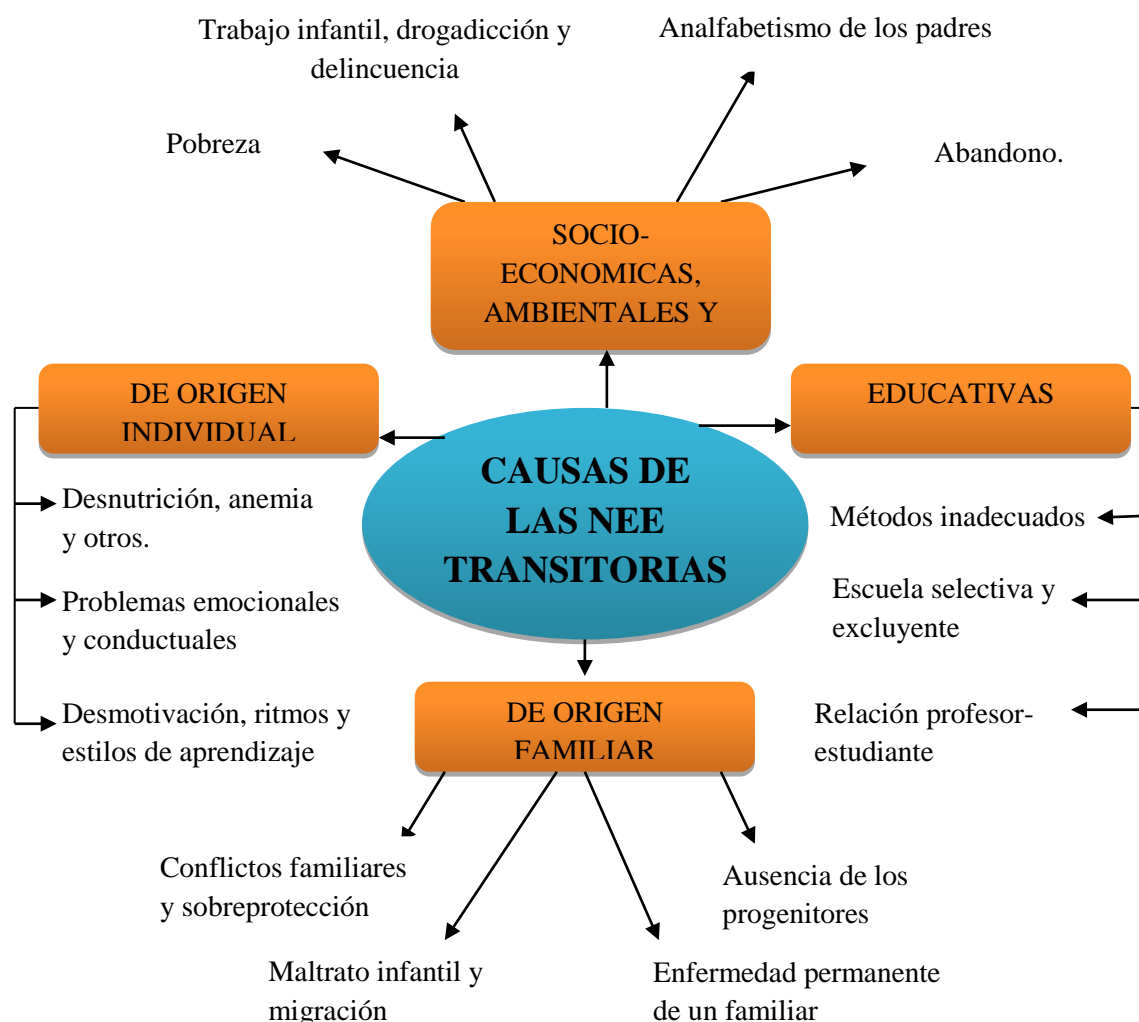 Trabajo infantil, drogadicción y
delincuencia
Analfabetismo de los padres
Pobreza
Abandono.
SOCIO-
ECONOMICAS,
AMBIENTALES Y
DE ORIGEN
INDIVIDUAL
EDUCATIVAS
CAUSAS DE
LAS NEE
TRANSITORIAS
Desnutrición, anemia
y otros.
Problemas emocionales
y conductuales
Desmotivación, ritmos y
estilos de aprendizaje
Métodos inadecuados
Escuela selectiva y
excluyente
Relación profesor-
estudiante
DE ORIGEN
FAMILIAR
Conflictos familiares
y sobreprotección
Ausencia de los
progenitores
Maltrato infantil y
migración
Enfermedad permanente
de un familiar